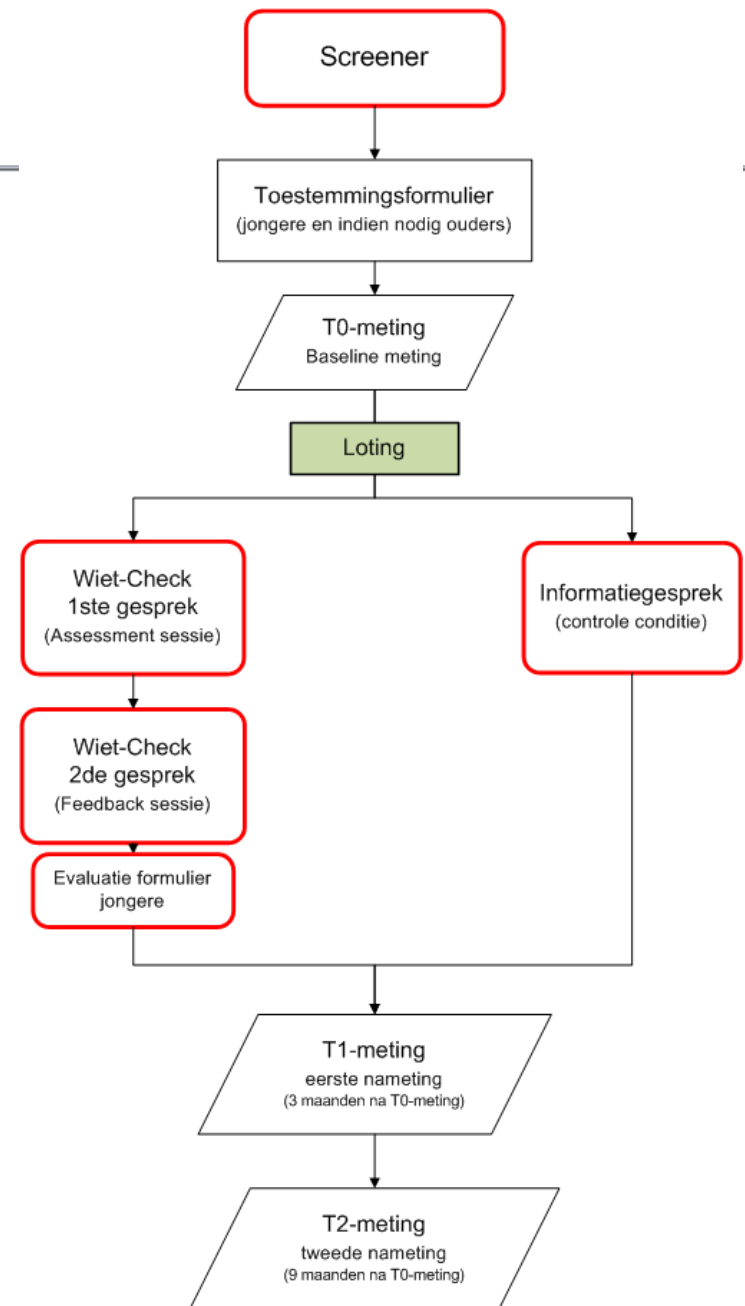 Screener
Toestemmingsformulier
(jongere en indien nodig ouders)
T0-meting
Baseline meting
Loting
Wiet-Check
1ste gesprek
(Assessment sessie)
Informatiegesprek
(controle conditie)
Wiet-Check
2de gesprek
(Feedback sessie)
Evaluatie formulier
jongere
T1-meting
eerste nameting
(3 maanden na T0-meting)
T2-meting
tweede nameting
(9 maanden na T0-meting)